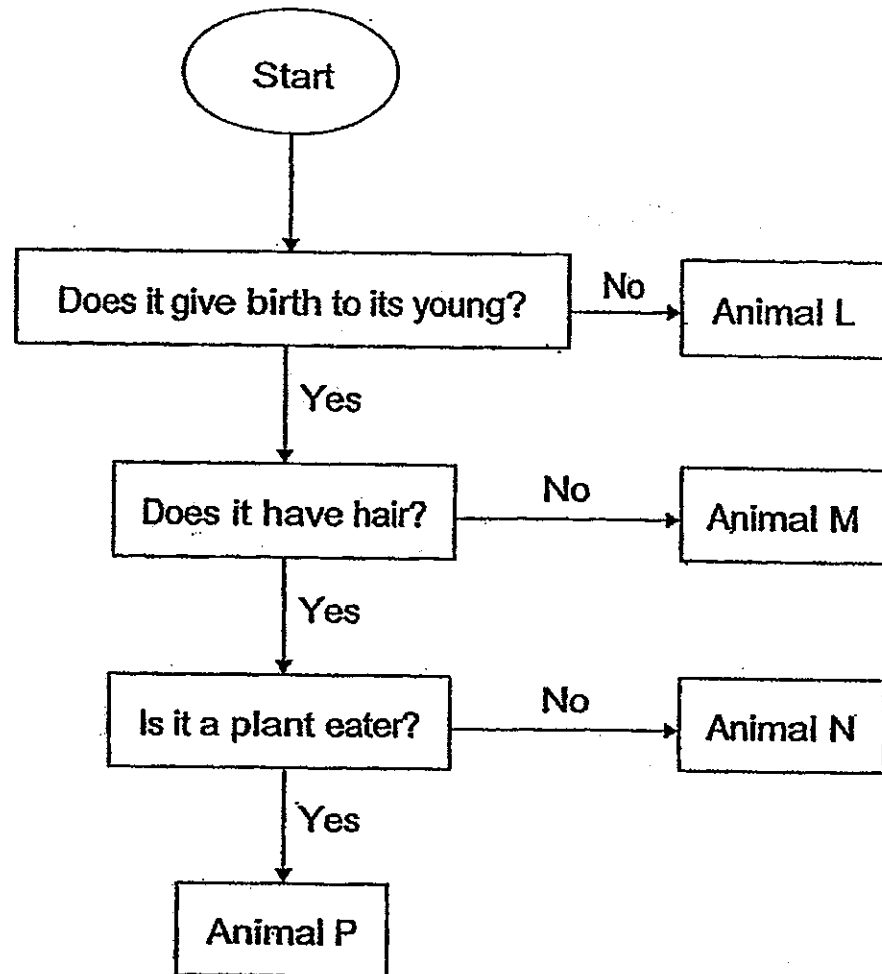 Start
Does it give birth to its young?
No
Animal L
Yes
Does it have hair?
No
Animal M
Yes
Is it a plant eater?
No
Animal N
Yes
Animal P